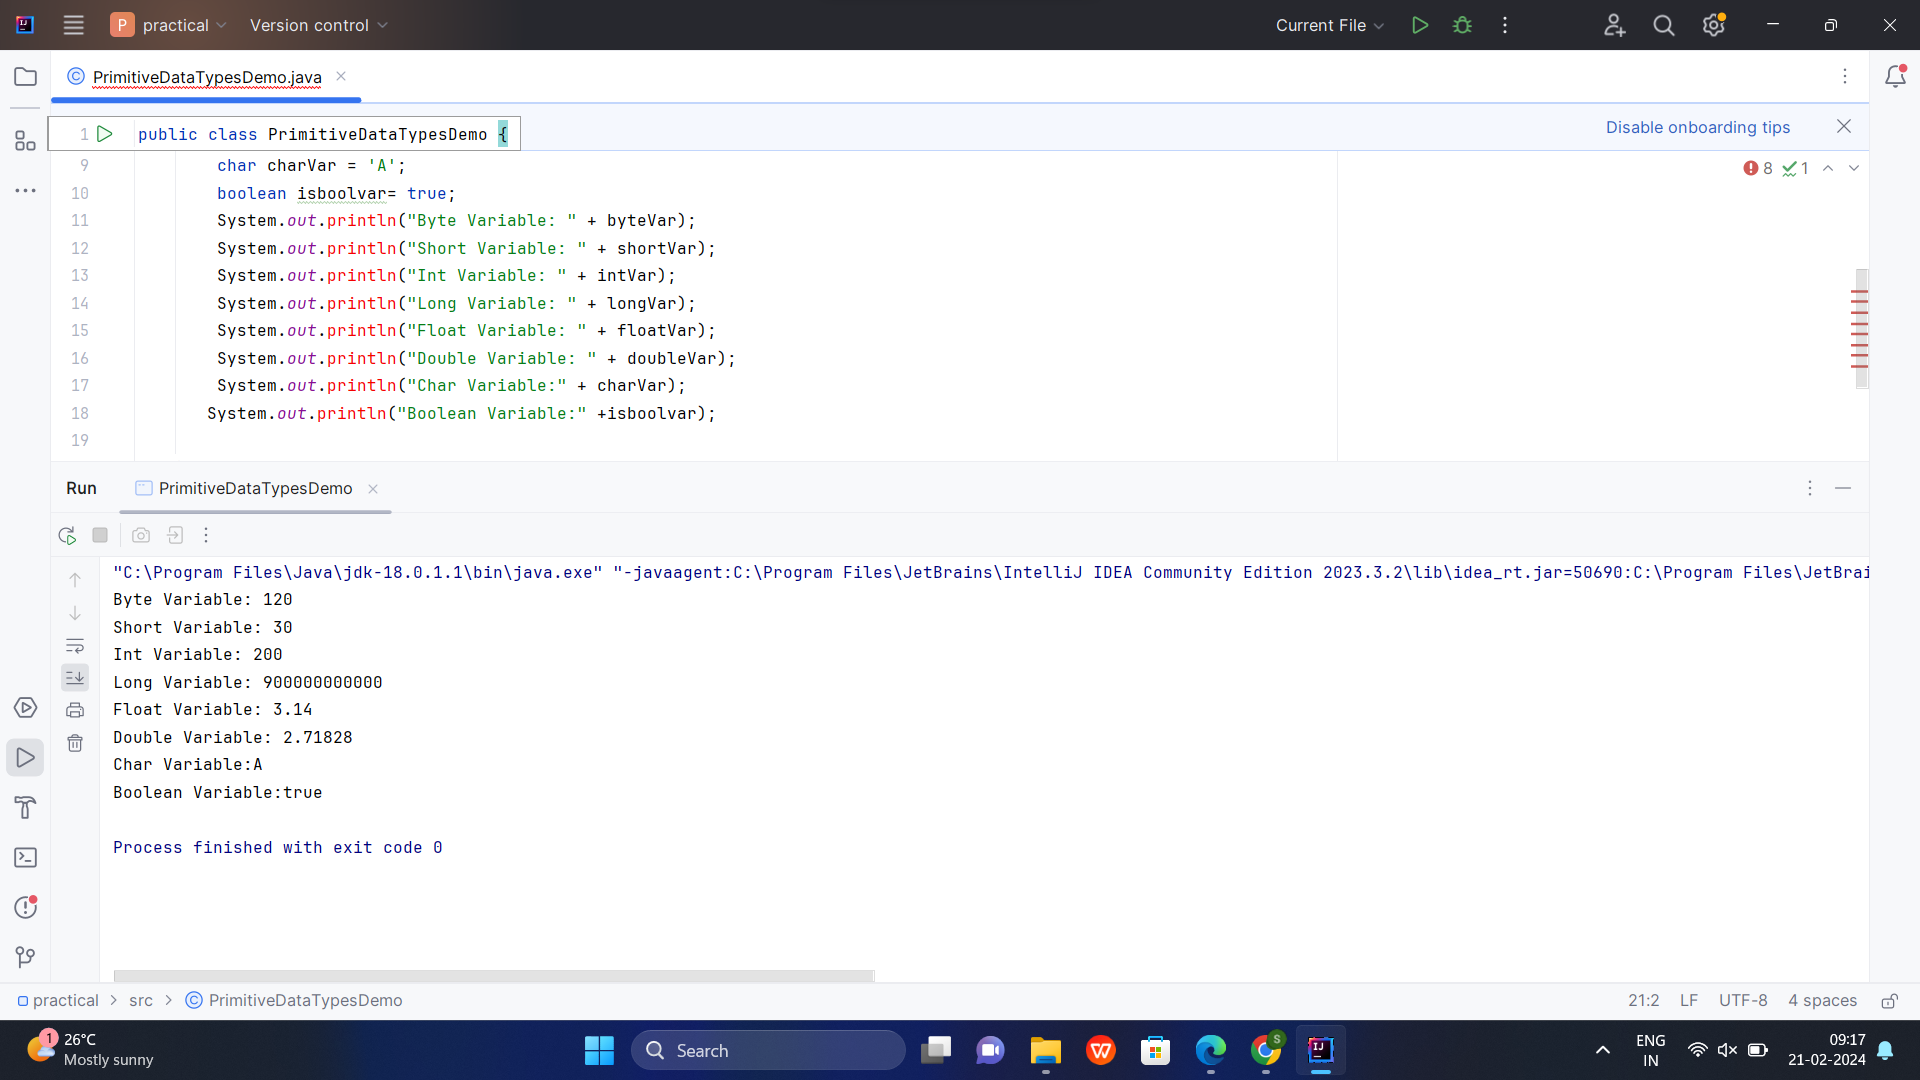 P practical Version control Current File
PrimitiveDataTypesDemo.java
1 public class PrimitiveDataTypesDemo {
Disable onboarding tips
9 char charVar = 'A';
8 1
10 boolean isboolvar= true;
11 System.out.println("Byte Variable: " + byteVar);
12 System.out.println("Short Variable: " + shortVar);
13 System.out.println("Int Variable: " + intVar);
14 System.out.println("Long Variable: " + longVar);
15 System.out.println("Float Variable: " + floatVar);
16 System.out.println("Double Variable: " + doubleVar);
17 System.out.println("Char Variable:" + charVar);
18 System.out.println("Boolean Variable:" +isboolvar);
19
Run PrimitiveDataTypesDemo
"C:\Program Files\Java\jdk-18.0.1.1\bin\java.exe" "-javaagent:C:\Program Files\JetBrains\IntelliJ IDEA Community Edition 2023.3.2\lib\idea_rt.jar=50690:C:\Program Files\JetBrai
Byte Variable: 120
Short Variable: 30
Int Variable: 200
Long Variable: 900000000000
Float Variable: 3.14
Double Variable: 2.71828
Char Variable:A
Boolean Variable:true
Process finished with exit code 0
practical > src > PrimitiveDataTypesDemo
21:2 LF UTF-8 4 spaces
1 26°C
Mostly sunny
Search
S
ENG
IN
09:17
21-02-2024